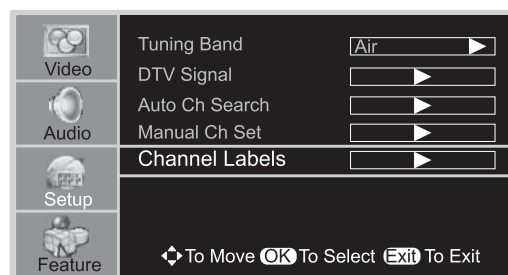 Video
Audio
Setup
Feature
Tuning Band Air
DTV Signal
Auto Ch Search
Manual Ch Set
Channel Labels
To Move OK To Select Exit To Exit